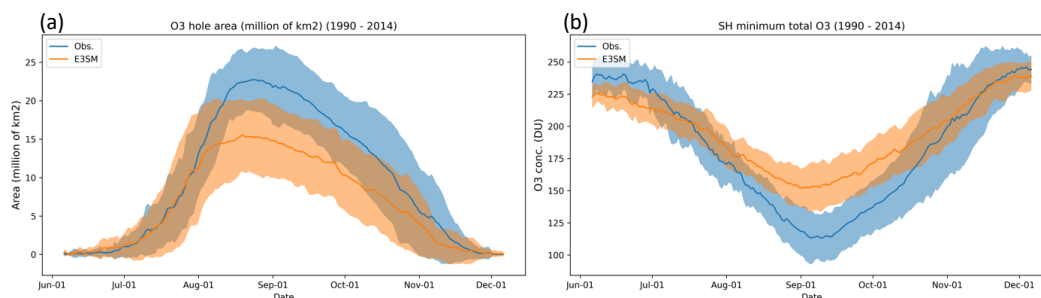 (a)
O3 hole area (million of km2) (1990 - 2014)
Obs.
E3SM
Area (million of km2)
25
20
15
10
5
0
Jun-01 Jul-01 Aug-01 Sep-01 Oct-01 Nov-01 Dec-01
Date
(b)
SH minimum total O3 (1990 - 2014)
Obs.
E3SM
O3 conc. (DU)
250
225
200
175
150
125
100
Jun-01 Jul-01 Aug-01 Sep-01 Oct-01 Nov-01 Dec-01
Date